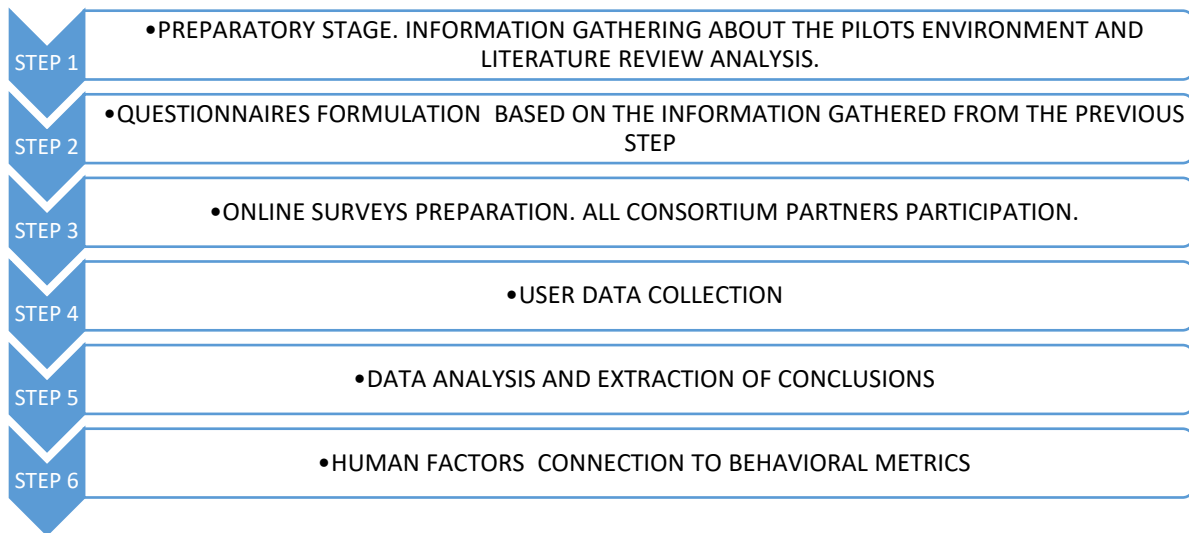 STEP 1
•PREPARATORY STAGE. INFORMATION GATHERING ABOUT THE PILOTS ENVIRONMENT AND
LITERATURE REVIEW ANALYSIS.
STEP 2
•QUESTIONNAIRES FORMULATION  BASED ON THE INFORMATION GATHERED FROM THE PREVIOUS
STEP
STEP 3
•ONLINE SURVEYS PREPARATION. ALL CONSORTIUM PARTNERS PARTICIPATION.
STEP 4
•USER DATA COLLECTION
STEP 5
•DATA ANALYSIS AND EXTRACTION OF CONCLUSIONS
STEP 6
•HUMAN FACTORS  CONNECTION TO BEHAVIORAL METRICS